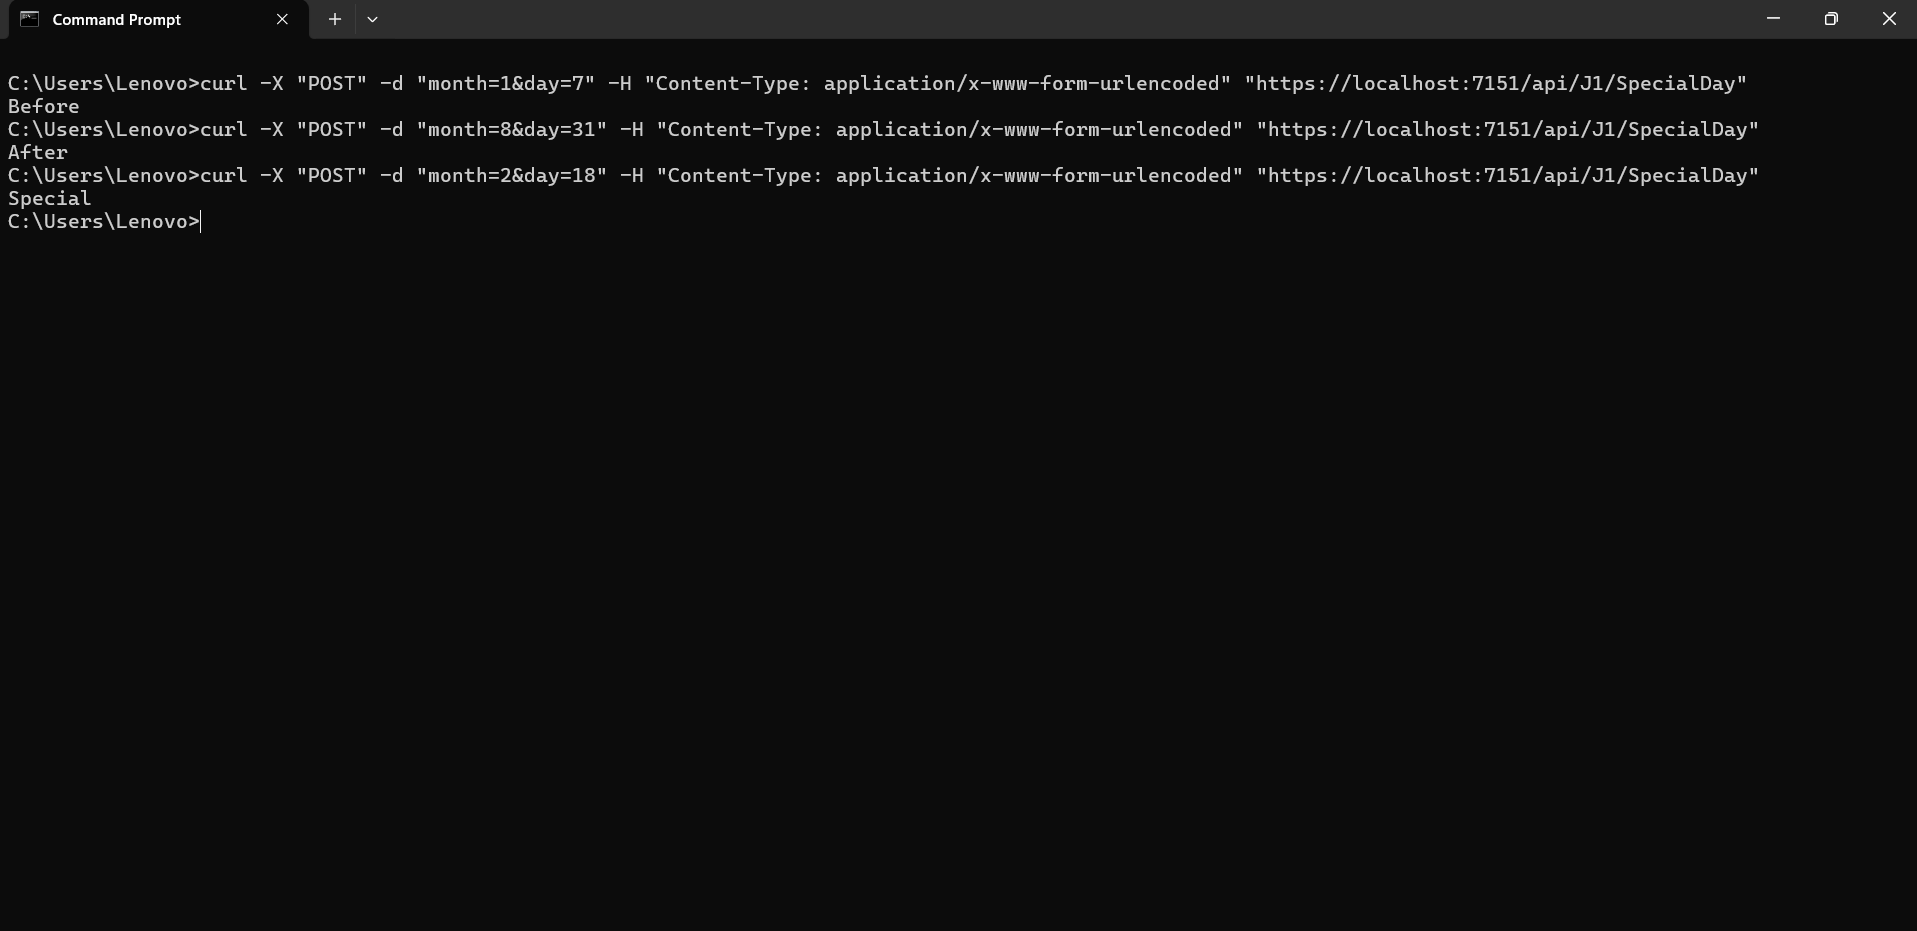 Command Prompt
C:\Users\Lenovo>curl -X "POST" -d "month=1&day=7" -H "Content-Type: application/x-www-form-urlencoded" "https://localhost:7151/api/J1/SpecialDay"
Before
C:\Users\Lenovo>curl -X "POST" -d "month=8&day=31" -H "Content-Type: application/x-www-form-urlencoded" "https://localhost:7151/api/J1/SpecialDay"
After
C:\Users\Lenovo>curl -X "POST" -d "month=2&day=18" -H "Content-Type: application/x-www-form-urlencoded" "https://localhost:7151/api/J1/SpecialDay"
Special
C:\Users\Lenovo>